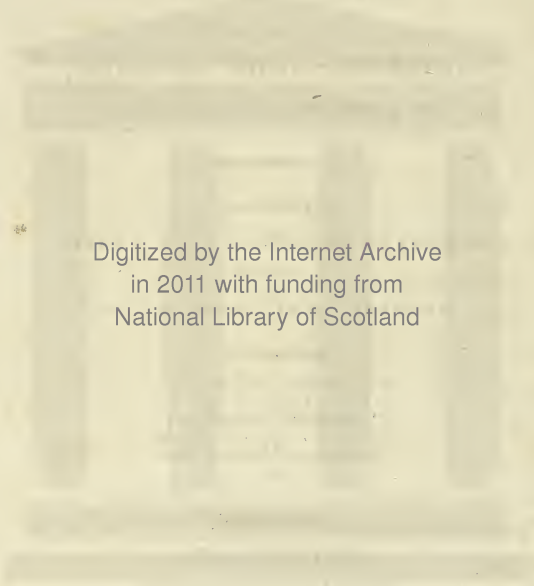 Digitized by the Internet Archive
in 2011 with funding from
National Library of Scotland